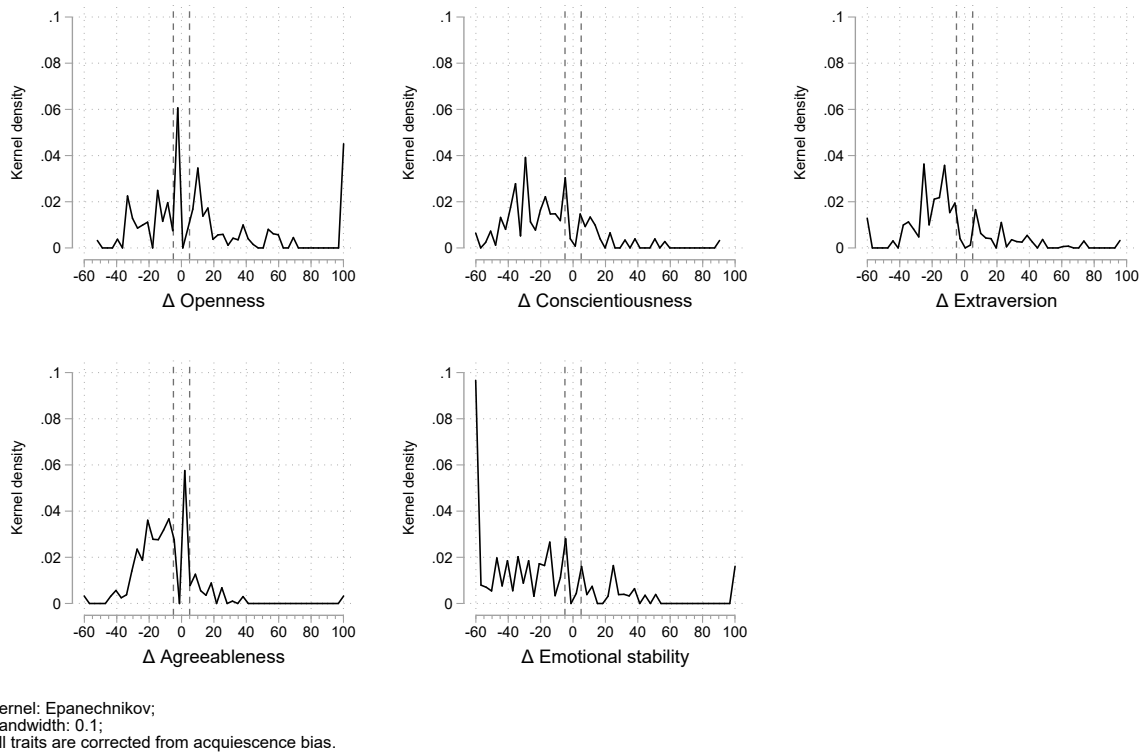 .1
.08
.06
.04
.02
0
Kernel density
-60 -40 -20 0 20 40 60 80 100
Δ Openness
.1
.08
.06
.04
.02
0
Kernel density
-60 -40 -20 0 20 40 60 80 100
Δ Conscientiousness
.1
.08
.06
.04
.02
0
Kernel density
-60 -40 -20 0 20 40 60 80 100
Δ Extraversion
.1
.08
.06
.04
.02
0
Kernel density
-60 -40 -20 0 20 40 60 80 100
Δ Agreeableness
.1
.08
.06
.04
.02
0
Kernel density
-60 -40 -20 0 20 40 60 80 100
Δ Emotional stability
ernel: Epanechnikov;
andwidth: 0.1;
ll traits are corrected from acquiescence bias.